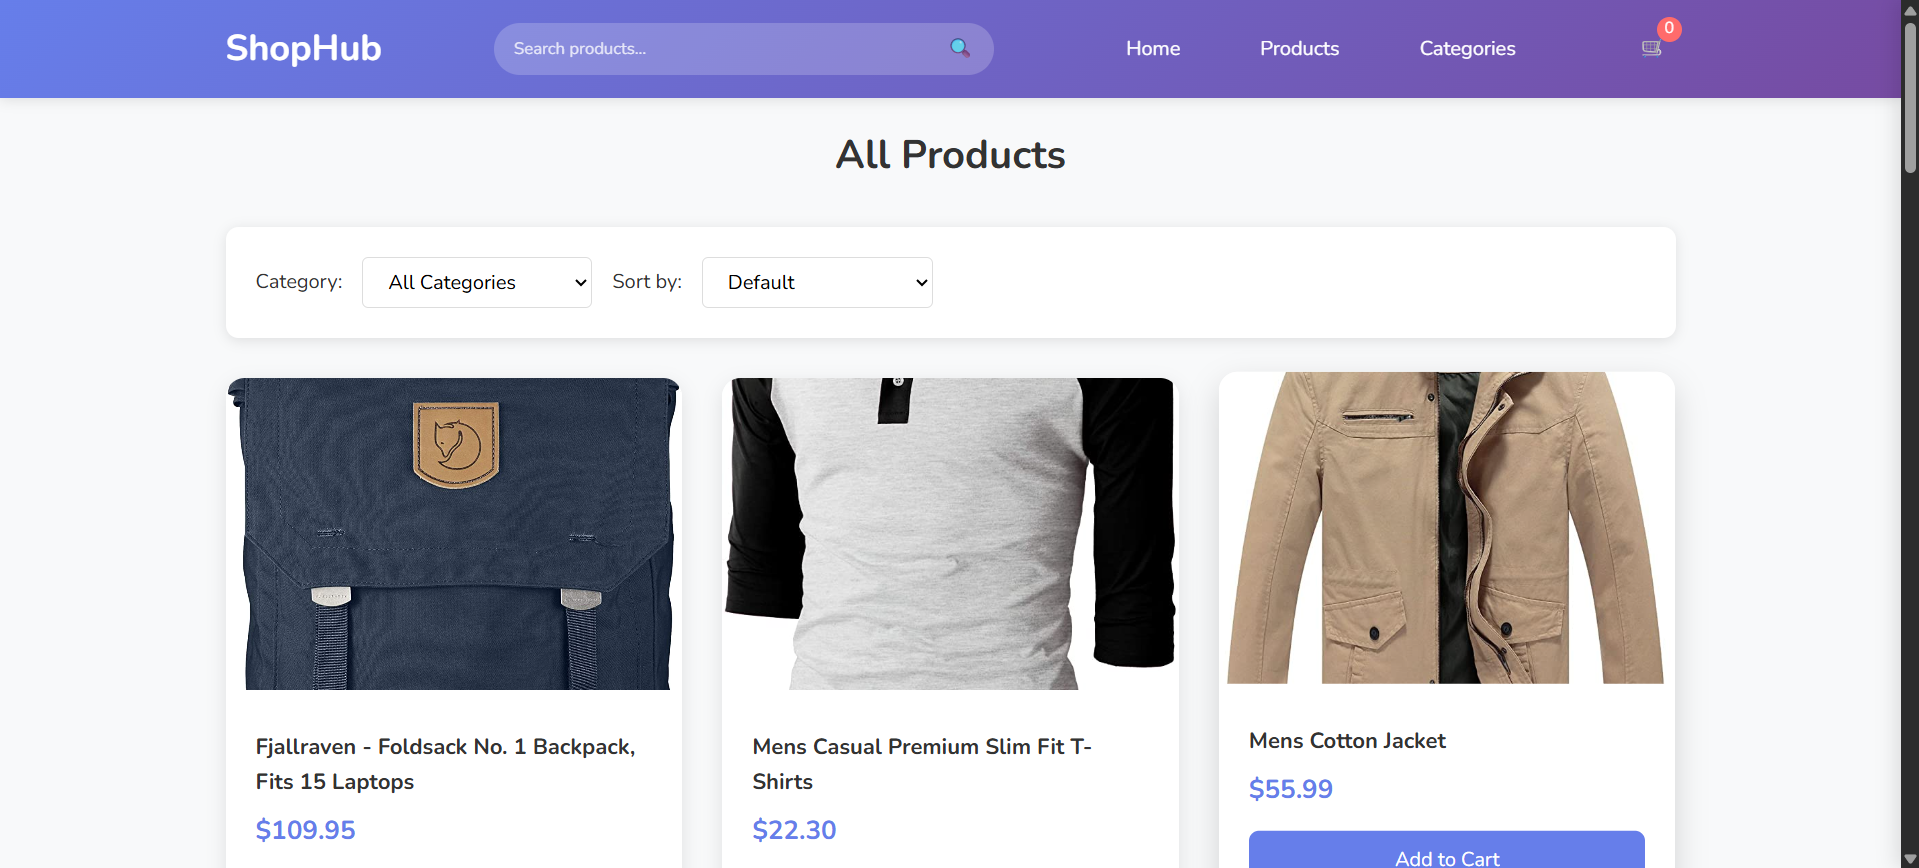 ShopHub
Search products...
Home
Products
Categories
0
All Products
Category:
All Categories
Sort by:
Default
Fjallraven - Foldsack No. 1 Backpack,
Fits 15 Laptops
$109.95
Mens Casual Premium Slim Fit T-
Shirts
$22.30
Mens Cotton Jacket
$55.99
Add to Cart